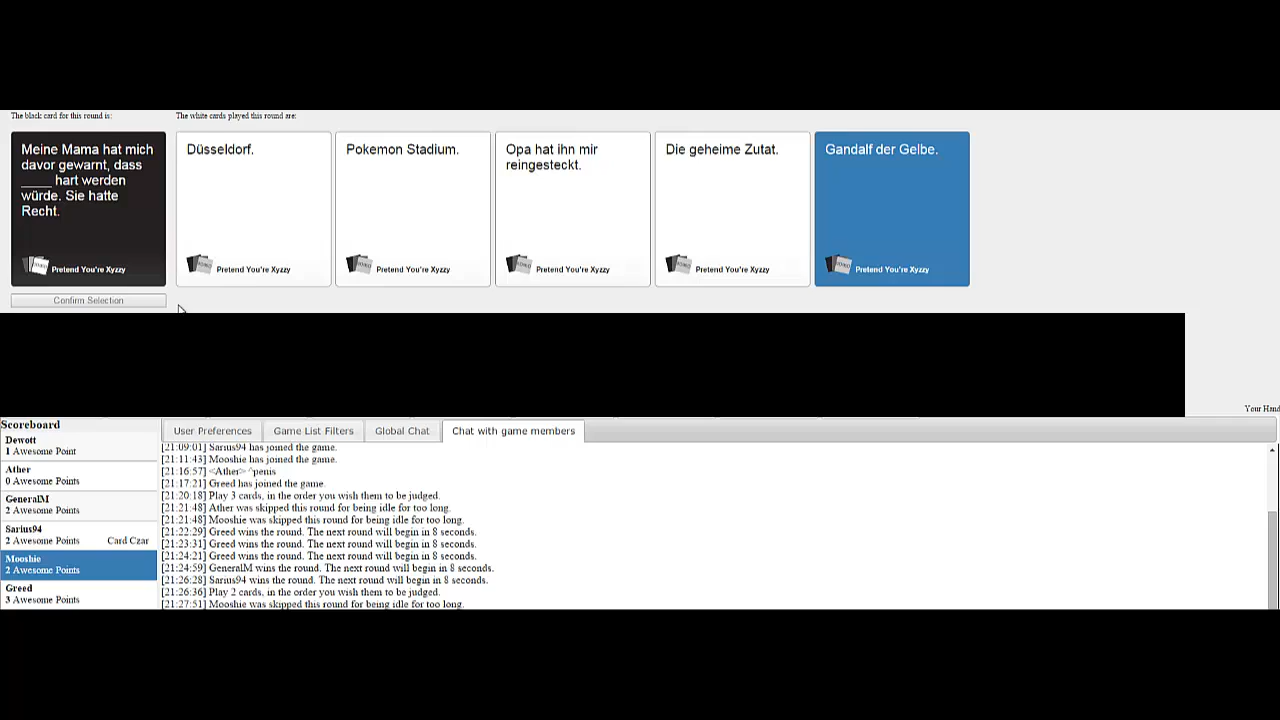 The black card for this round is:
The white cards played this round are:
Meine Mama hat mich
davor gewarnt, dass
____ hart werden
würde. Sie hatte
Recht.
Pretend You're Xyzzy
Düsseldorf.
Pretend You're Xyzzy
Pokemon Stadium.
Pretend You're Xyzzy
Opa hat ihn mir
reingesteckt.
Pretend You're Xyzzy
Die geheime Zutat.
Pretend You're Xyzzy
Gandalf der Gelbe.
Pretend You're Xyzzy
Confirm Selection
Your Hand
Scoreboard
Dewott
1 Awesome Point
Ather
0 Awesome Points
GeneralM
2 Awesome Points
Sarius94
2 Awesome Points Card Czar
Mooshie
2 Awesome Points
Greed
3 Awesome Points
User Preferences
Game List Filters
Global Chat
Chat with game members
[21:09:01] Sarius94 has joined the game.
[21:11:43] Mooshie has joined the game.
[21:16:57] <Ather> ^penis
[21:17:21] Greed has joined the game.
[21:20:18] Play 3 cards, in the order you wish them to be judged.
[21:21:48] Ather was skipped this round for being idle for too long.
[21:21:48] Mooshie was skipped this round for being idle for too long.
[21:22:29] Greed wins the round. The next round will begin in 8 seconds.
[21:23:31] Greed wins the round. The next round will begin in 8 seconds.
[21:24:21] Greed wins the round. The next round will begin in 8 seconds.
[21:24:59] GeneralM wins the round. The next round will begin in 8 seconds.
[21:26:28] Sarius94 wins the round. The next round will begin in 8 seconds.
[21:26:36] Play 2 cards, in the order you wish them to be judged.
[21:27:51] Mooshie was skipped this round for being idle for too long.